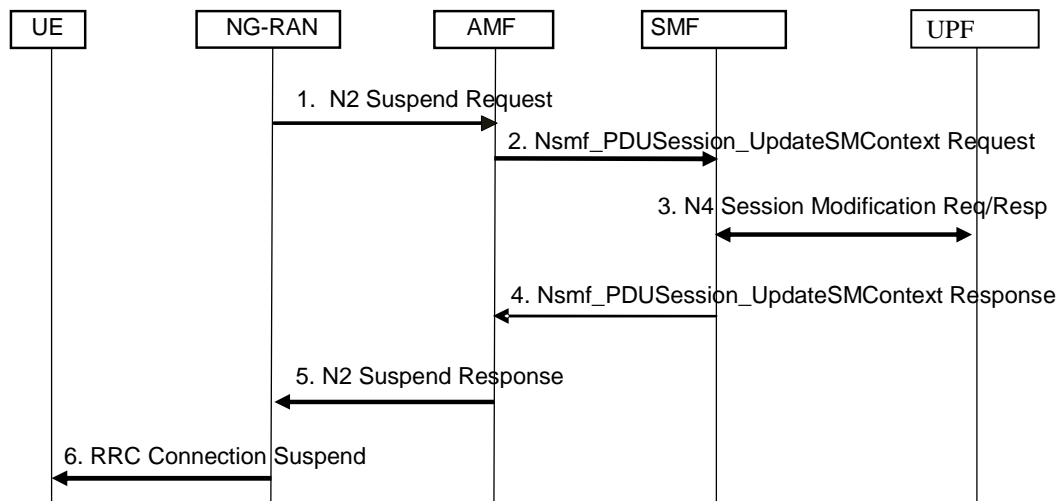 UE
NG-RAN
AMF
SMF
UPF
1. N2 Suspend Request
2. Nsmf_PDUSession_UpdateSMContext Request
3. N4 Session Modification Req/Resp
4. Nsmf_PDUSession_UpdateSMContext Response
5. N2 Suspend Response
6. RRC Connection Suspend